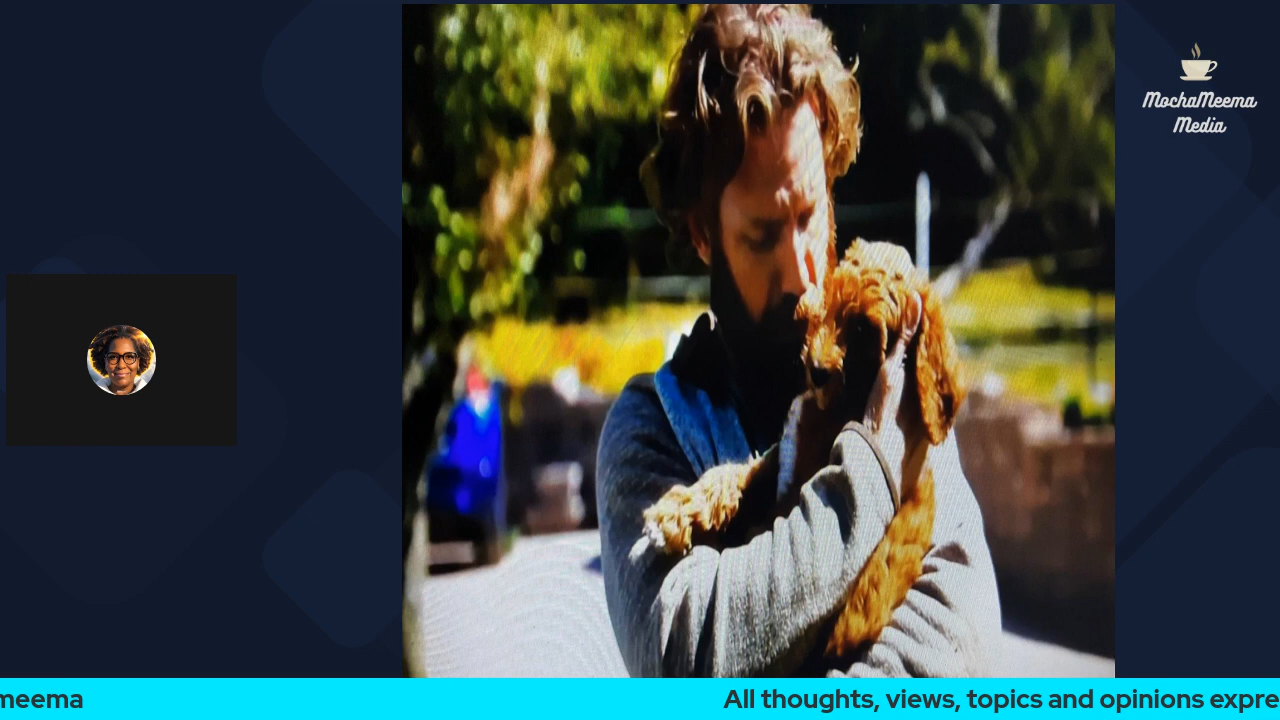 MochaMeema
Media
meema All thoughts, views, topics and opinions expre